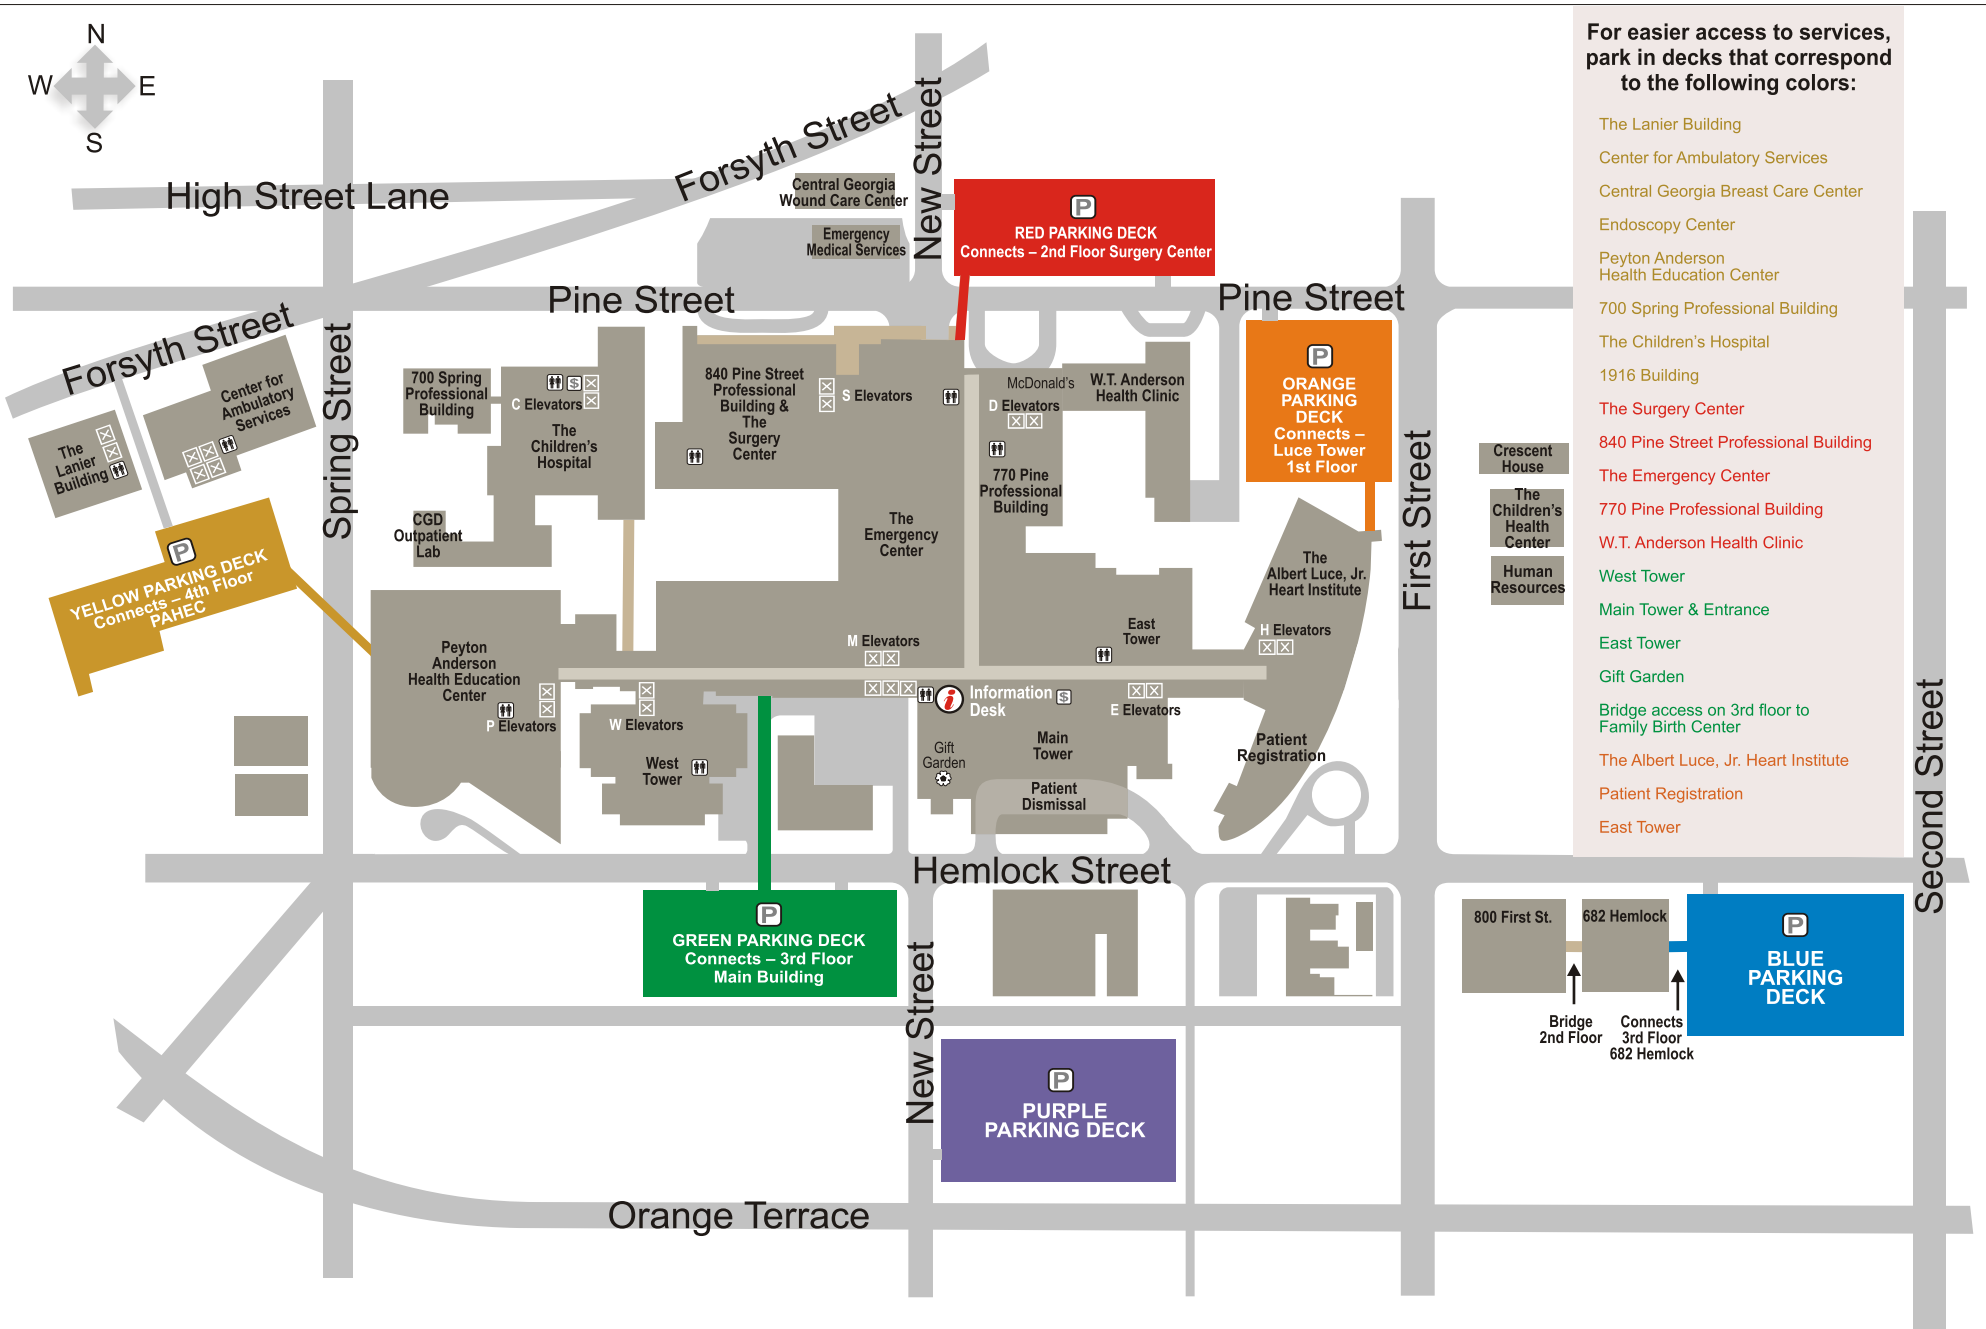 N
W
E
S
High Street Lane
Forsyth Street
New Street
Central Georgia
Wound Care Center
Emergency
Medical Services
P
RED PARKING DECK
Connects – 2nd Floor Surgery Center
Pine Street
Pine Street
Forsyth Street
Spring Street
Center for
Ambulatory
Services
The
Lanier
Building
P
YELLOW PARKING DECK
Connects – 4th Floor
PAHEC
700 Spring
Professional
Building
$
C Elevators
The
Children's
Hospital
CGD
Outpatient
Lab
840 Pine Street
Professional
Building &
The
Surgery
Center
S Elevators
McDonald's
D Elevators
W.T. Anderson
Health Clinic
770 Pine
Professional
Building
The
Emergency
Center
P
ORANGE
PARKING
DECK
Connects –
Luce Tower
1st Floor
First Street
The
Albert Luce, Jr.
Heart Institute
H Elevators
East
Tower
M Elevators
Peyton
Anderson
Health Education
Center
P Elevators
W Elevators
West
Tower
i
Information
Desk
$
E Elevators
Gift
Garden
Main
Tower
Patient
Dismissal
Patient
Registration
Crescent
House
The
Children's
Health
Center
Human
Resources
Hemlock Street
P
GREEN PARKING DECK
Connects – 3rd Floor
Main Building
New Street
P
PURPLE
PARKING DECK
Orange Terrace
800 First St.
682 Hemlock
P
BLUE
PARKING
DECK
Bridge
2nd Floor
Connects
3rd Floor
682 Hemlock
Second Street
For easier access to services,
park in decks that correspond
to the following colors:
The Lanier Building
Center for Ambulatory Services
Central Georgia Breast Care Center
Endoscopy Center
Peyton Anderson
Health Education Center
700 Spring Professional Building
The Children's Hospital
1916 Building
The Surgery Center
840 Pine Street Professional Building
The Emergency Center
770 Pine Professional Building
W.T. Anderson Health Clinic
West Tower
Main Tower & Entrance
East Tower
Gift Garden
Bridge access on 3rd floor to
Family Birth Center
The Albert Luce, Jr. Heart Institute
Patient Registration
East Tower